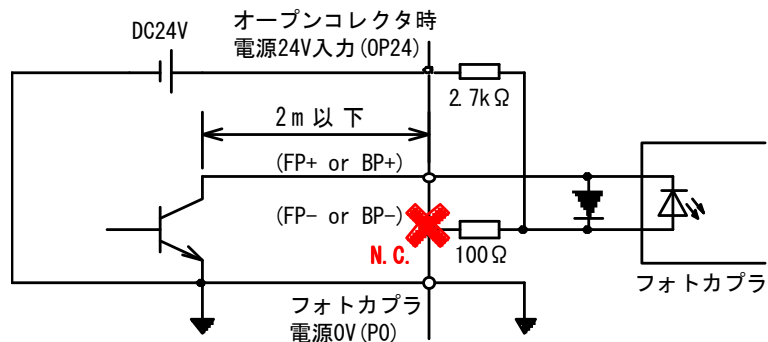 オープンコレクタ時
DC24V
電源24V入力(OP24)
2.7kΩ
2m以下
(FP+ or BP+)
(FP- or BP-)
N.C.
100Ω
フォトカプラ
フォトカプラ
電源0V(P0)